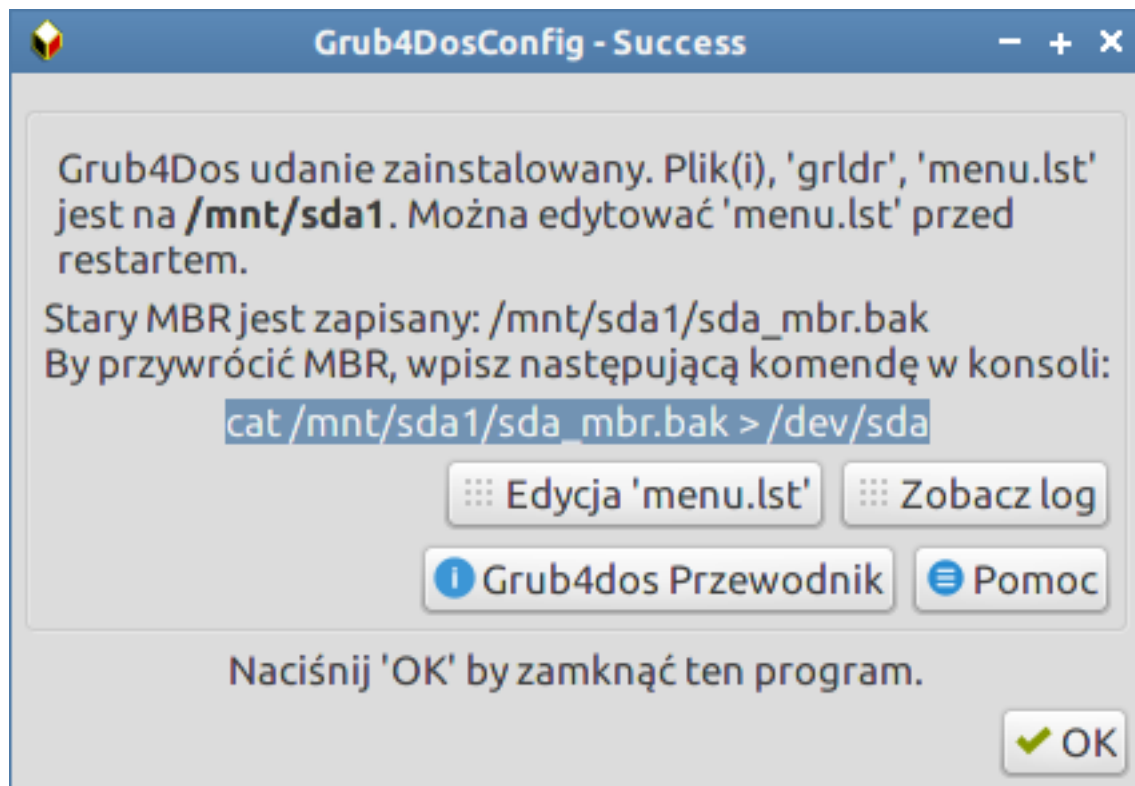 Grub4DosConfig - Success
Grub4Dos udanie zainstalowany. Plik(i), 'grldr', 'menu.lst'
jest na /mnt/sda1. Można edytować 'menu.lst' przed
restartem.
Stary MBR jest zapisany: /mnt/sda1/sda_mbr.bak
By przywrócić MBR, wpisz następującą komendę w konsoli:
cat /mnt/sda1/sda_mbr.bak > /dev/sda
Edycja 'menu.lst'
Zobacz log
Grub4dos Przewodnik
Pomoc
Naciśnij 'OK' by zamknąć ten program.
OK